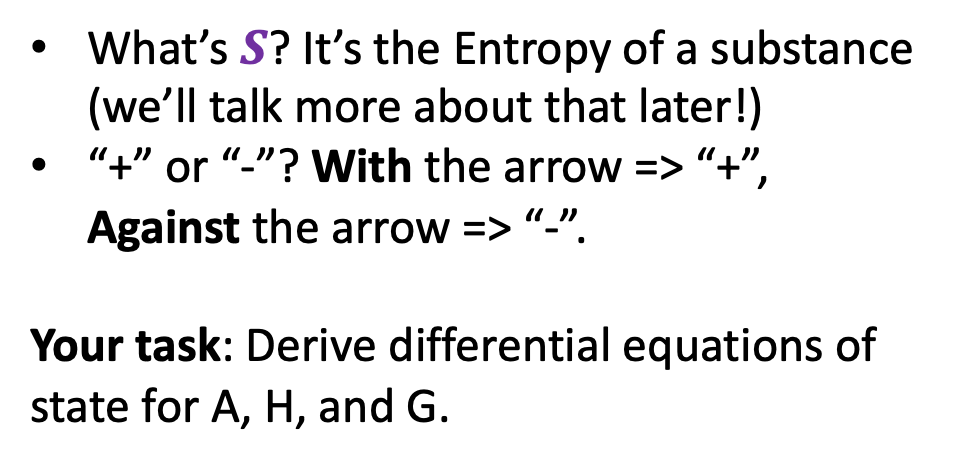 • What’s S? It’s the Entropy of a substance
(we’ll talk more about that later!)
• “+” or “-”? With the arrow => “+”,
Against the arrow => “-”.
Your task: Derive differential equations of
state for A, H, and G.